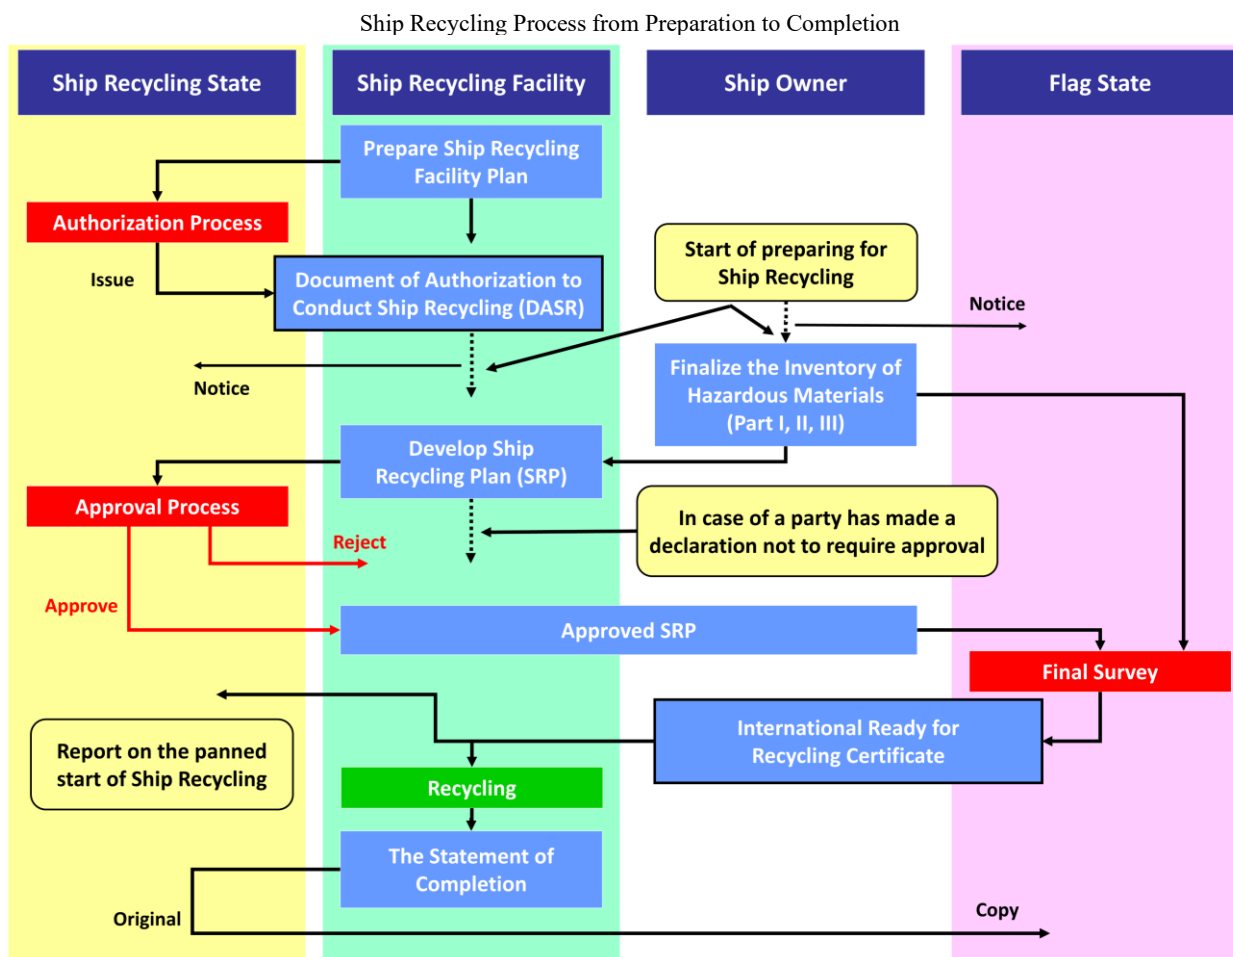 Ship Recycling Process from Preparation to Completion
Ship Recycling State
Ship Recycling Facility
Ship Owner
Flag State
Prepare Ship Recycling
Facility Plan
Authorization Process
Issue
Document of Authorization to
Conduct Ship Recycling (DASR)
Start of preparing for
Ship Recycling
Notice
Notice
Finalize the Inventory of
Hazardous Materials
(Part I, II, III)
Develop Ship
Recycling Plan (SRP)
Approval Process
Reject
In case of a party has made a
declaration not to require approval
Approve
Approved SRP
Final Survey
International Ready for
Recycling Certificate
Report on the panned
start of Ship Recycling
Recycling
The Statement of
Completion
Original
Copy